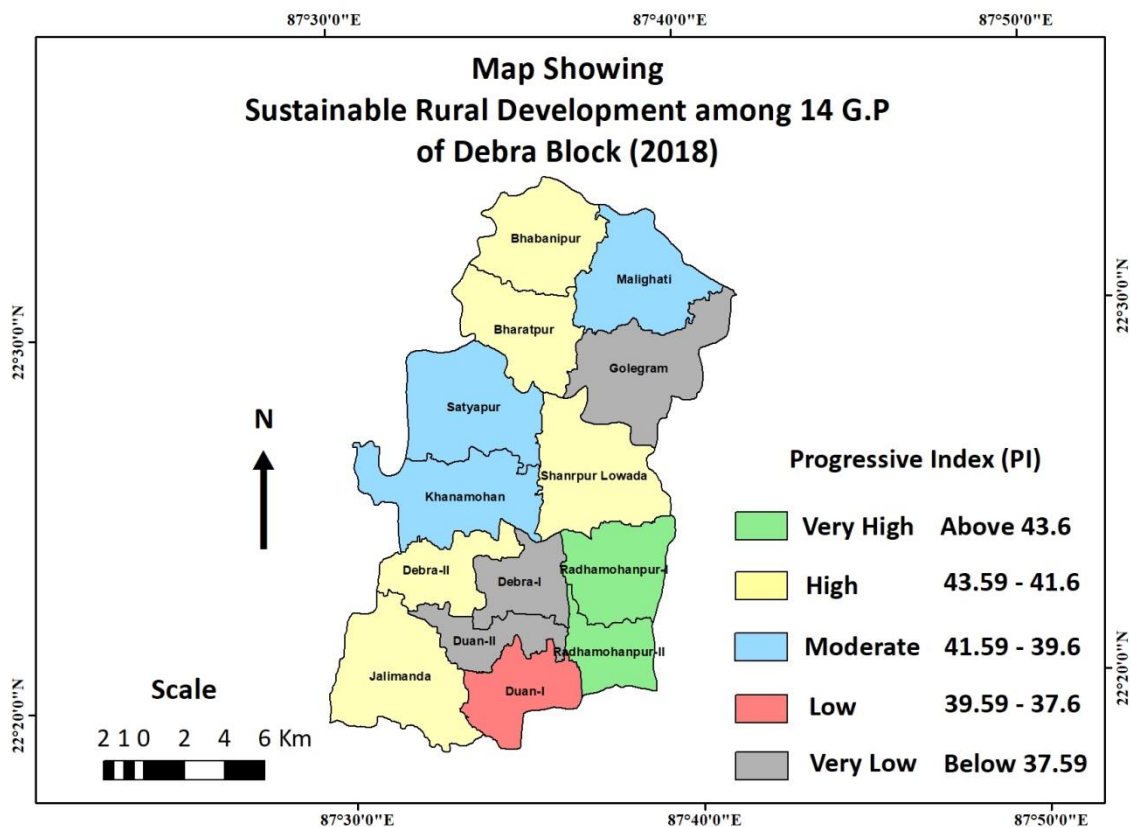 87°30'0"E 87°40'0"E 87°50'0"E
Map Showing
Sustainable Rural Development among 14 G.P
of Debra Block (2018)
Bhabanipur
Malighati
22°30'0"N
Bharatpur
22°30'0"N
Golegram
Satyapur
N
Shanrpur Lowada
Khanamohan
Progressive Index (PI)
Very High Above 43.6
Radhamohanpur-I
Debra-II
Debra-I
High 43.59 - 41.6
Duan-II
Radhamohanpur-II
Moderate 41.59 - 39.6
22°20'0"N
Jalimanda
Duan-I
Scale
Low 39.59 - 37.6
22°20'0"N
2 1 0 2 4 6 Km
Very Low Below 37.59
87°30'0"E 87°40'0"E 87°50'0"E